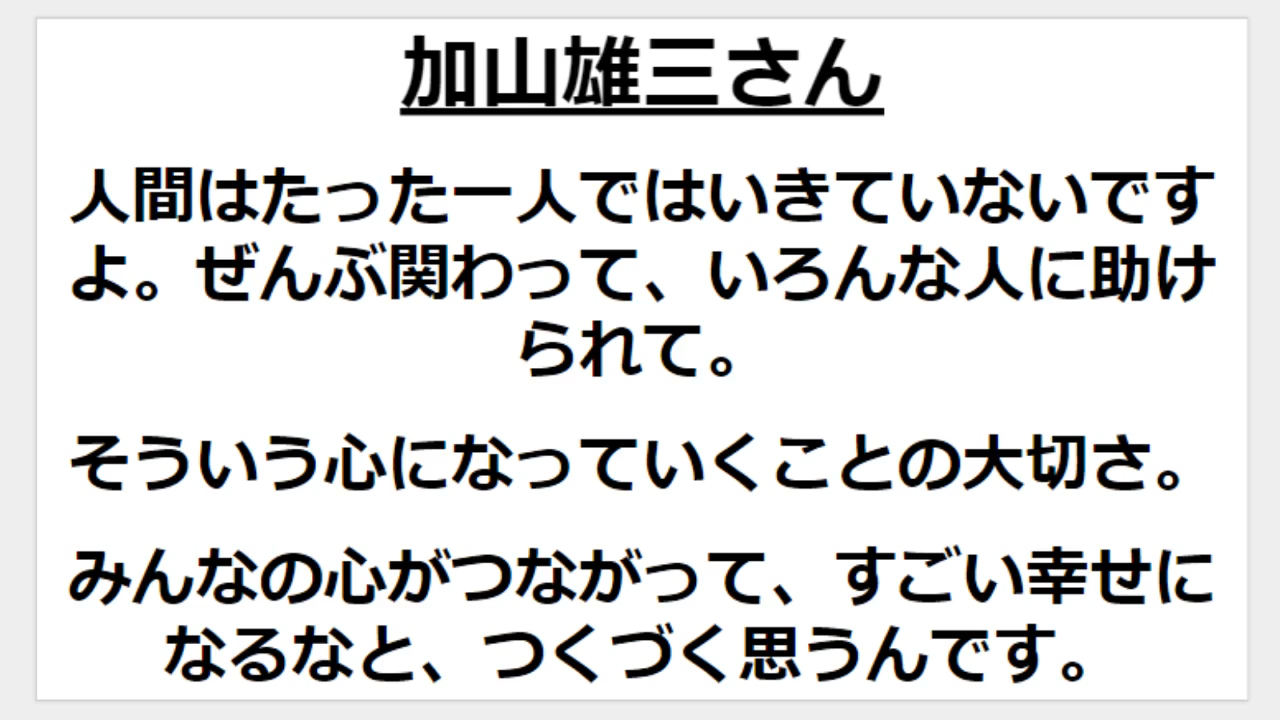 加山雄三さん
人間はたった一人ではいきていないです
よ。ぜんぶ関わって、いろんな人に助け
られて。
そういう心になっていくことの大切さ。
みんなの心がつながって、すごい幸せに
なるなと、つくづく思うんです。